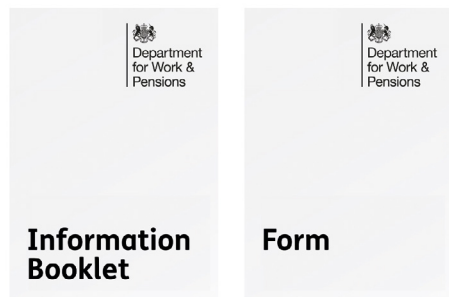 Department
for Work &
Pensions
Information
Booklet
Department
for Work &
Pensions
Form